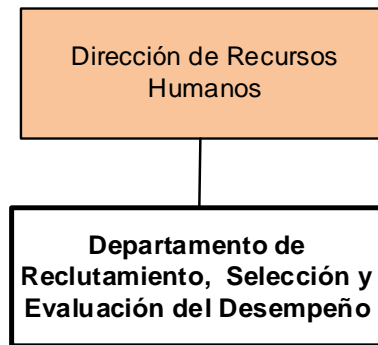 Dirección de Recursos
Humanos
Departamento de
Reclutamiento, Selección y
Evaluación del Desempeño